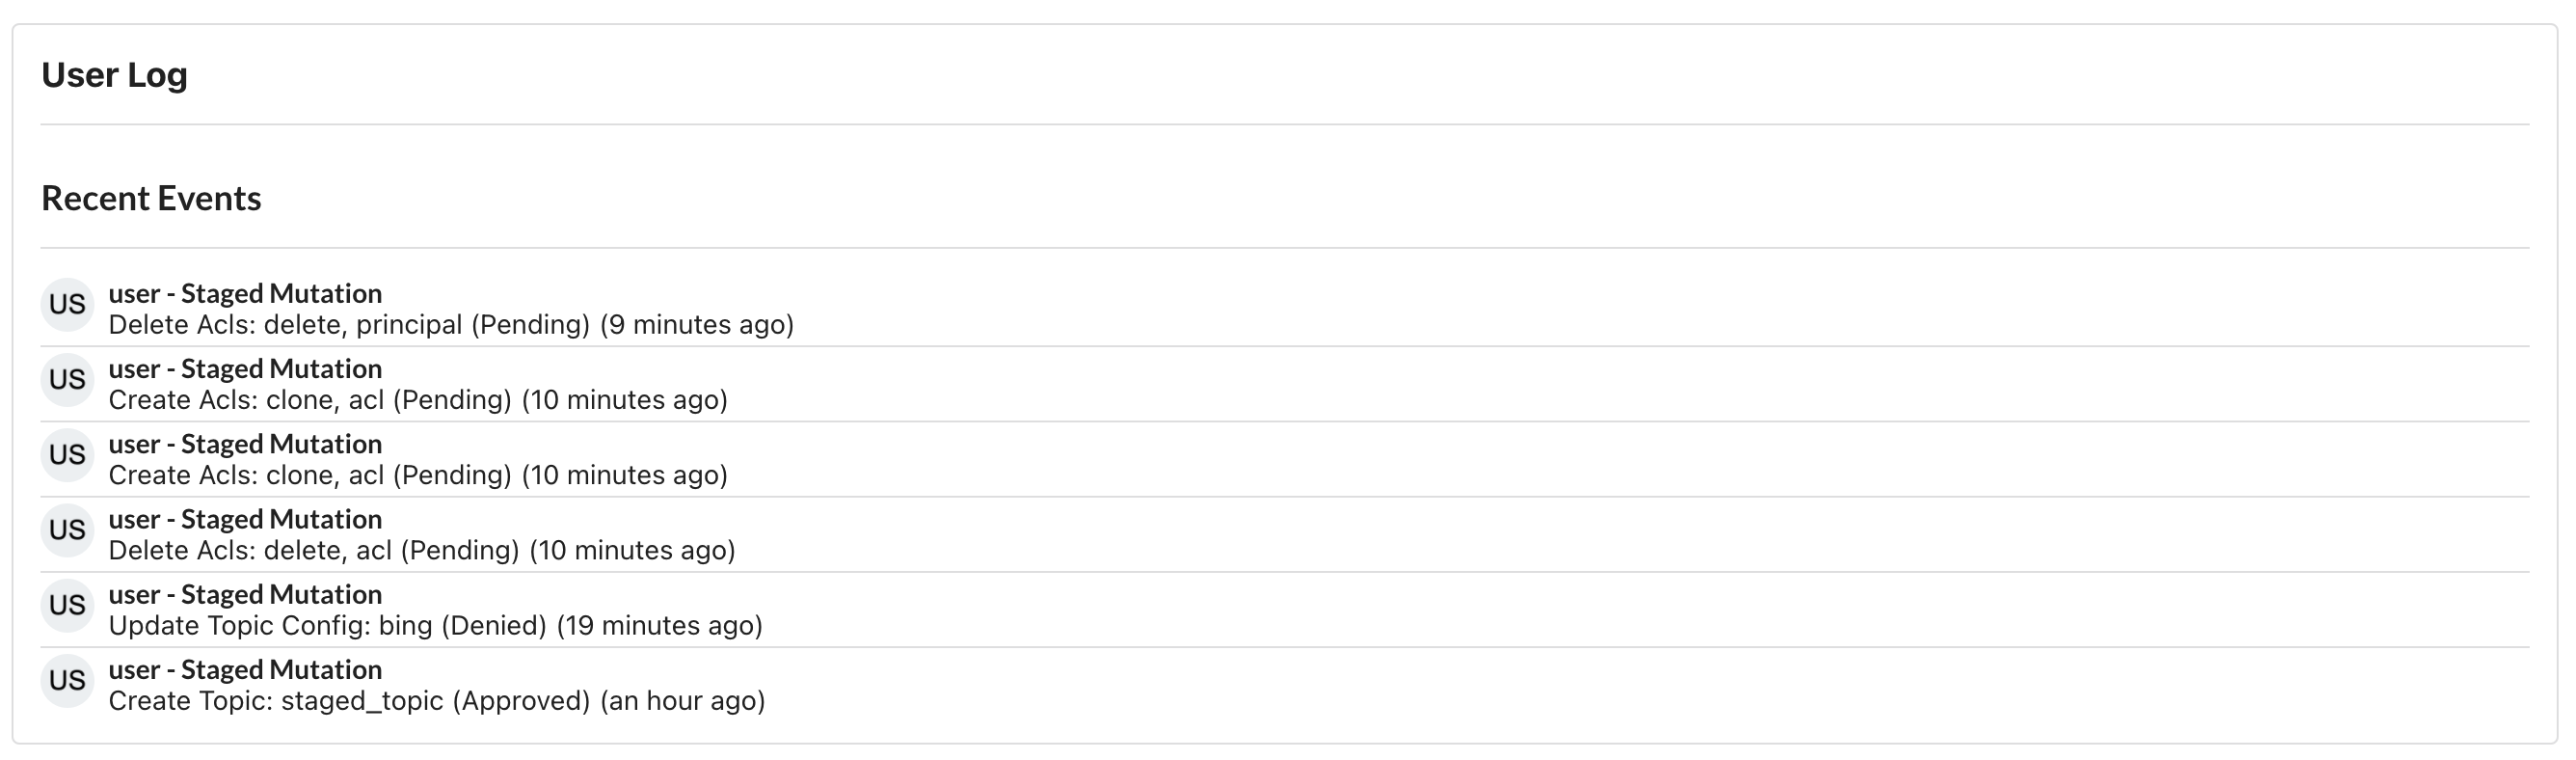 User Log
Recent Events
US
user - Staged Mutation
Delete Acls: delete, principal (Pending) (9 minutes ago)
US
user - Staged Mutation
Create Acls: clone, acl (Pending) (10 minutes ago)
US
user - Staged Mutation
Create Acls: clone, acl (Pending) (10 minutes ago)
US
user - Staged Mutation
Delete Acls: delete, acl (Pending) (10 minutes ago)
US
user - Staged Mutation
Update Topic Config: bing (Denied) (19 minutes ago)
US
user - Staged Mutation
Create Topic: staged_topic (Approved) (an hour ago)